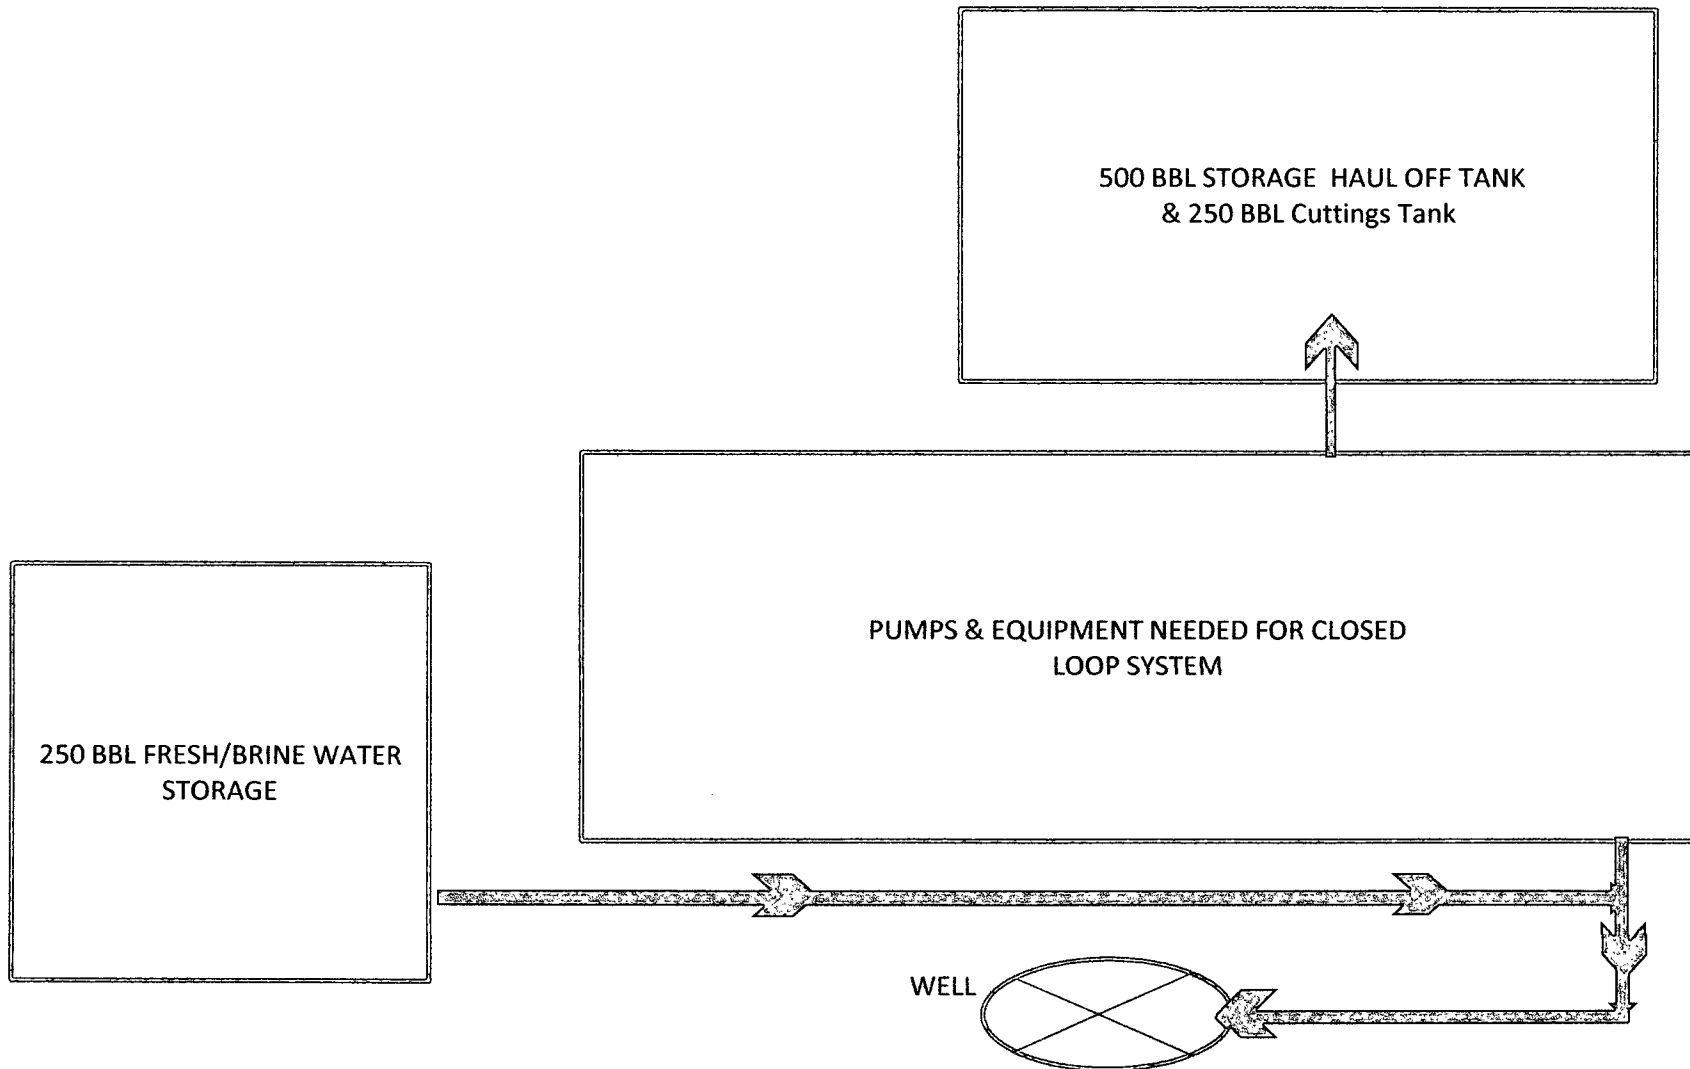 500 BBL STORAGE HAUL OFF TANK
& 250 BBL Cuttings Tank
PUMPS & EQUIPMENT NEEDED FOR CLOSED
LOOP SYSTEM
250 BBL FRESH/BRINE WATER
STORAGE
WELL